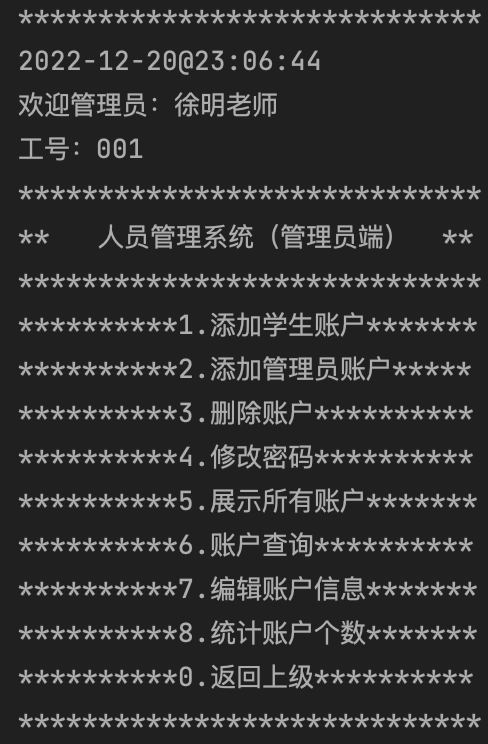 *****************************
2022-12-20@23:06:44
欢迎管理员：徐明老师
工号：001
*****************************
**   人员管理系统（管理员端）   **
*****************************
**********1.添加学生账户*******
**********2.添加管理员账户*****
**********3.删除账户**********
**********4.修改密码**********
**********5.展示所有账户*******
**********6.账户查询**********
**********7.编辑账户信息*******
**********8.统计账户个数*******
**********0.返回上级**********
*****************************